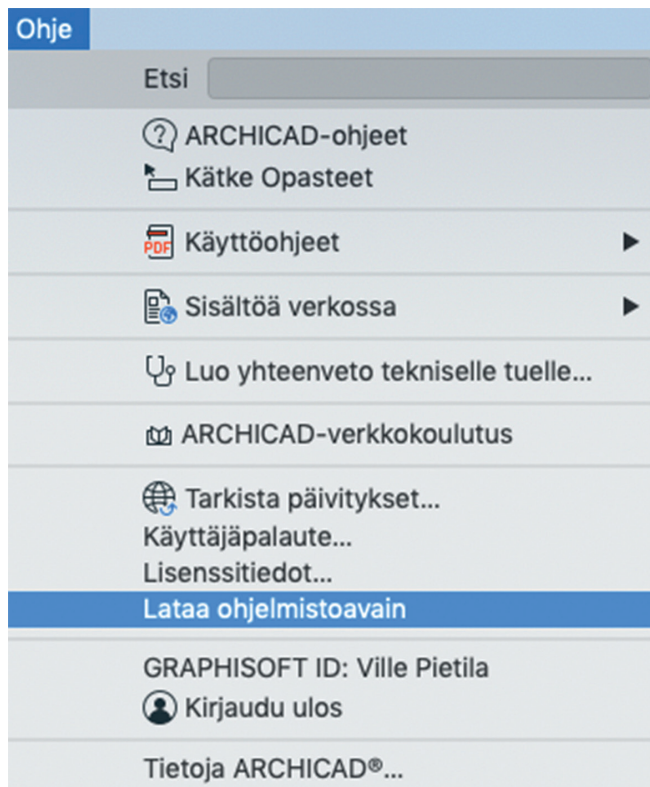 Ohje
Etsi
ARCHICAD-ohjeet
Kätke Opasteet
PDF Käyttöohjeet
Sisältöä verkossa
Luo yhteenveto tekniselle tuelle...
ARCHICAD-verkkokoulutus
Tarkista päivitykset...
Käyttäjäpalaute...
Lisenssitiedot...
Lataa ohjelmistoavain
GRAPHISOFT ID: Ville Pietila
Kirjaudu ulos
Tietoja ARCHICAD®...